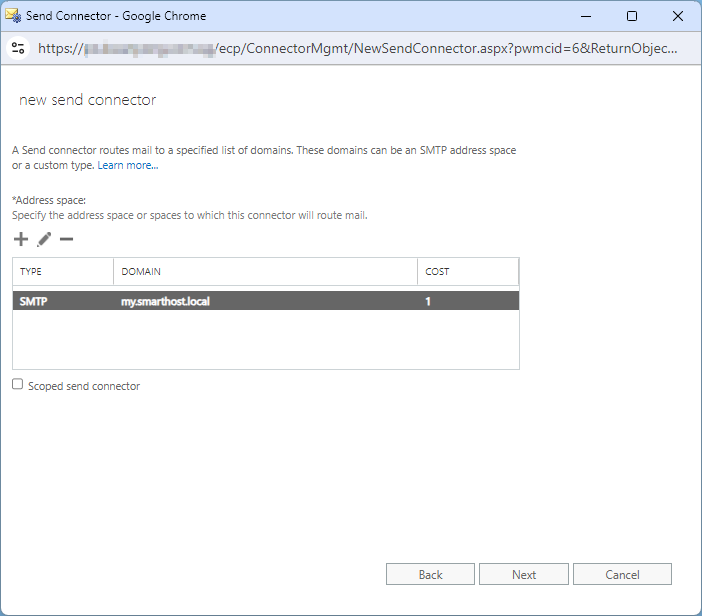 Send Connector - Google Chrome
https:// /ecp/ConnectorMgmt/NewSendConnector.aspx?pwmcid=6&ReturnObjec...
new send connector
A Send connector routes mail to a specified list of domains. These domains can be an SMTP address space
or a custom type. Learn more...
*Address space:
Specify the address space or spaces to which this connector will route mail.
TYPE DOMAIN COST
SMTP my.smarthost.local 1
Scoped send connector
Back Next Cancel